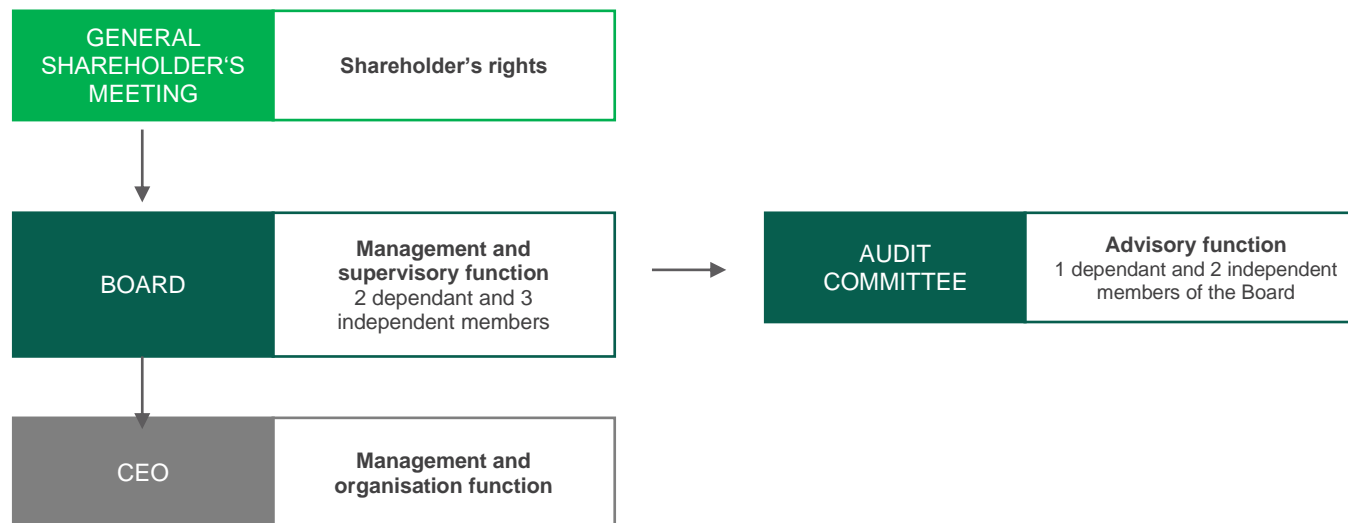 GENERAL
SHAREHOLDER‘S
MEETING
Shareholder’s rights
BOARD
Management and
supervisory function
2 dependant and 3
independent members
AUDIT
COMMITTEE
Advisory function
1 dependant and 2 independent
members of the Board
CEO
Management and
organisation function